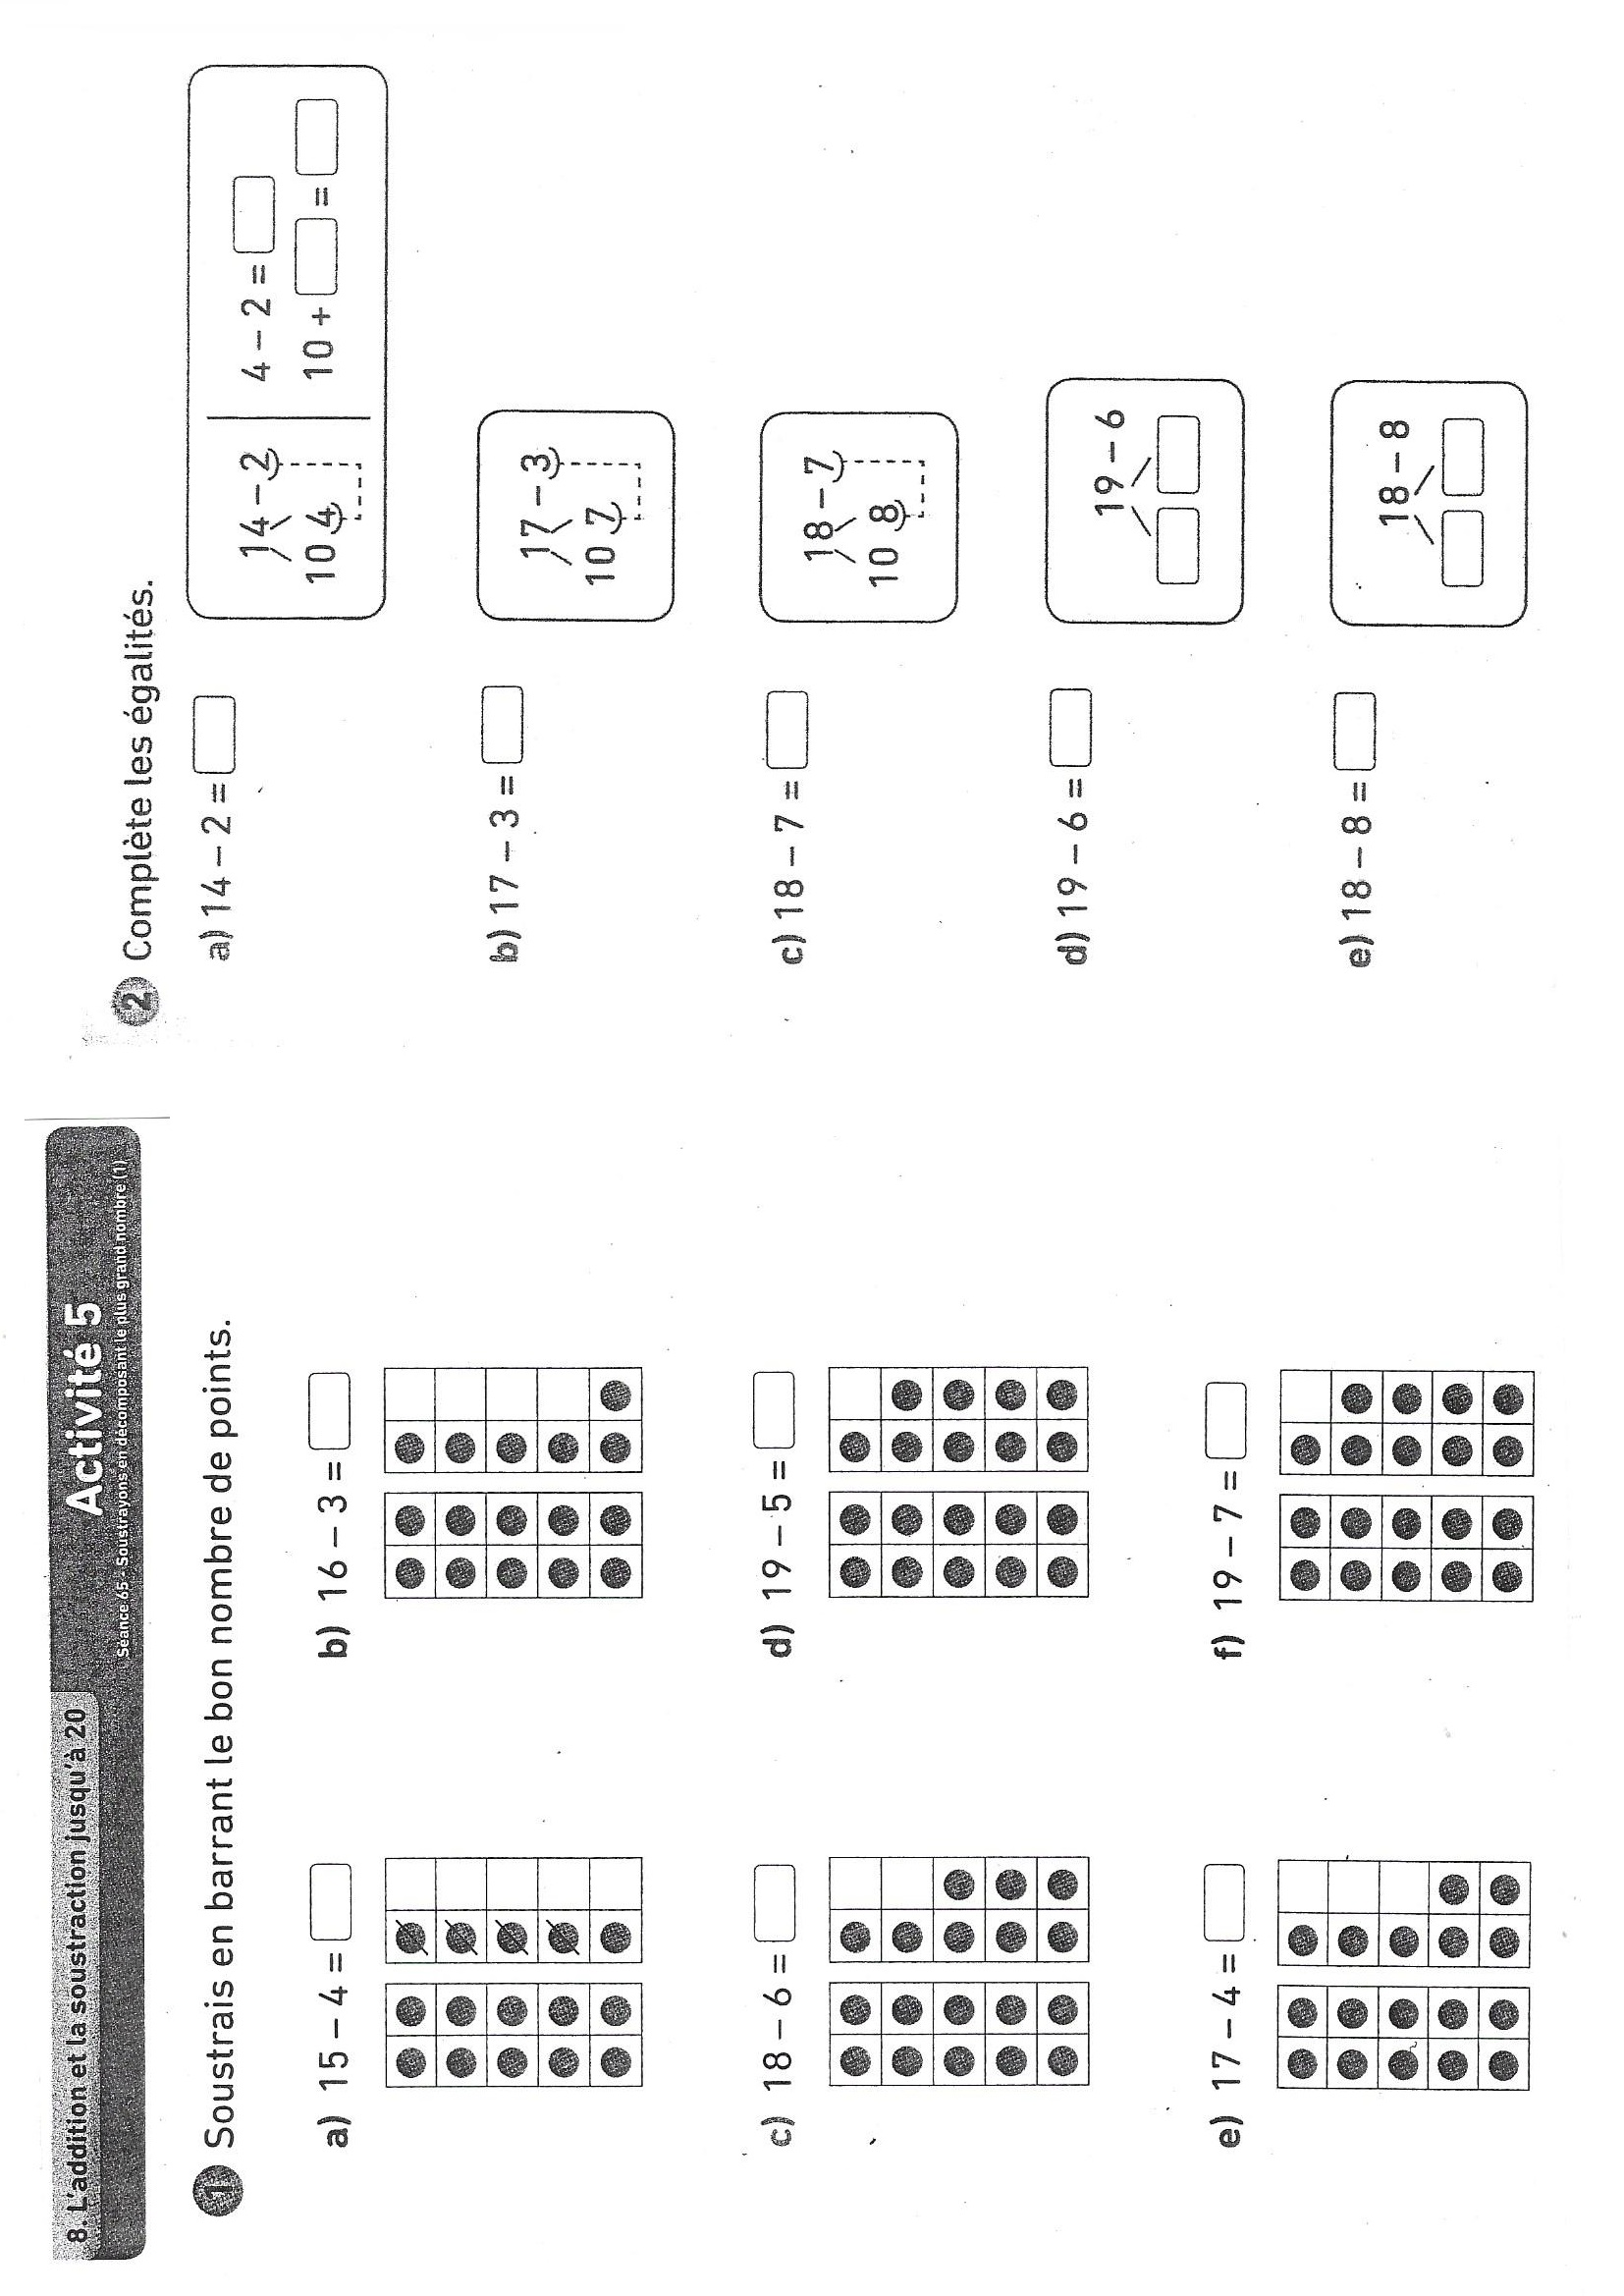 8. L'addition et la soustraction jusqu'à 20
Activité 5
Séance 65 - Soustrayons en décomposant le plus grand nombre (1)
1 Soustrais en barrant le bon nombre de points.
a) 15 – 4 =
b) 16 – 3 =
c) 18 – 6 =
d) 19 – 5 =
e) 17 – 4 =
f) 19 – 7 =
2 Complète les égalités.
a) 14 – 2 =
14 – 2
10 4
4 – 2 =
10 + =
b) 17 – 3 =
17 – 3
10 7
c) 18 – 7 =
18 – 7
10 8
d) 19 – 6 =
19 – 6
e) 18 – 8 =
18 – 8